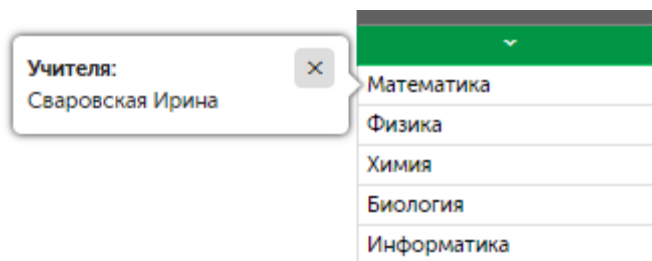 Учителя:
Сваровская Ирина
Математика
Физика
Химия
Биология
Информатика